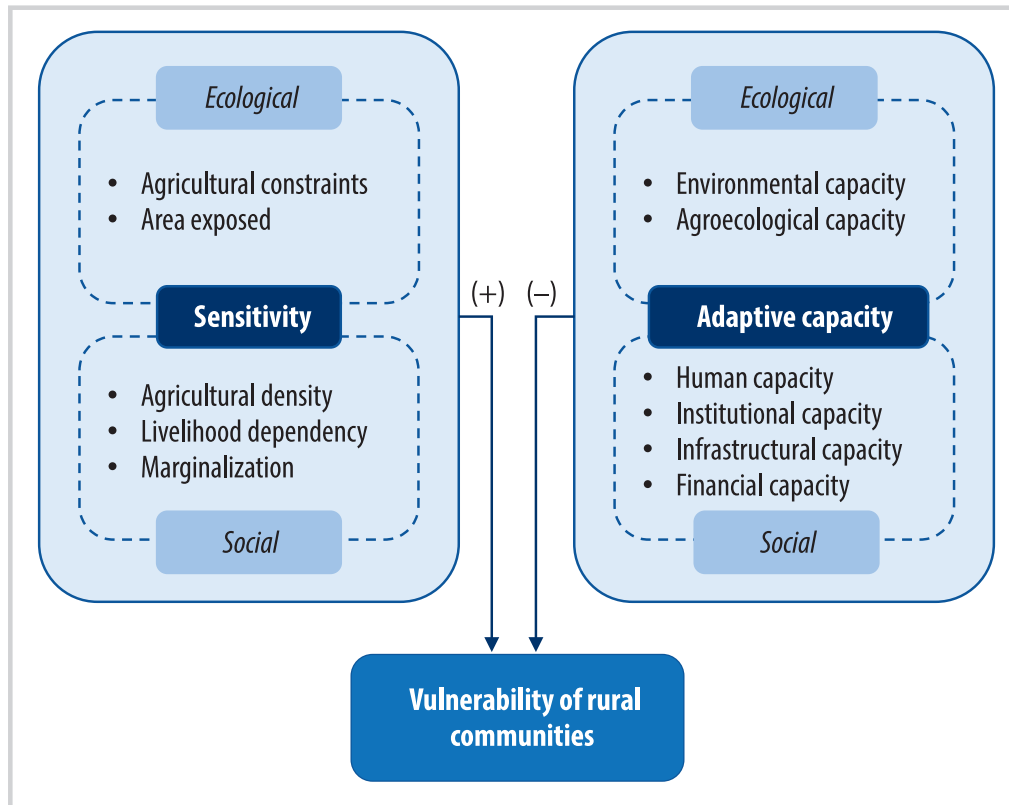 Ecological
• Agricultural constraints
• Area exposed
Sensitivity
• Agricultural density
• Livelihood dependency
• Marginalization
Social
(+)
(–)
Ecological
• Environmental capacity
• Agroecological capacity
Adaptive capacity
• Human capacity
• Institutional capacity
• Infrastructural capacity
• Financial capacity
Social
Vulnerability of rural
communities